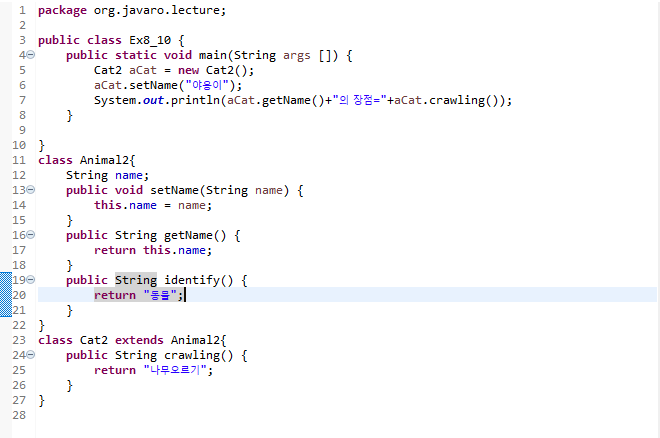 1 package org.javaro.lecture;
2
3 public class Ex8_10 {
4 public static void main(String args []) {
5 Cat2 aCat = new Cat2();
6 aCat.setName("야옹이");
7 System.out.println(aCat.getName()+"의 장점="+aCat.crawling());
8 }
9
10 }
11 class Animal2{
12 String name;
13 public void setName(String name) {
14 this.name = name;
15 }
16 public String getName() {
17 return this.name;
18 }
19 public String identify() {
20 return "동물";
21 }
22 }
23 class Cat2 extends Animal2{
24 public String crawling() {
25 return "나무오르기";
26 }
27 }
28